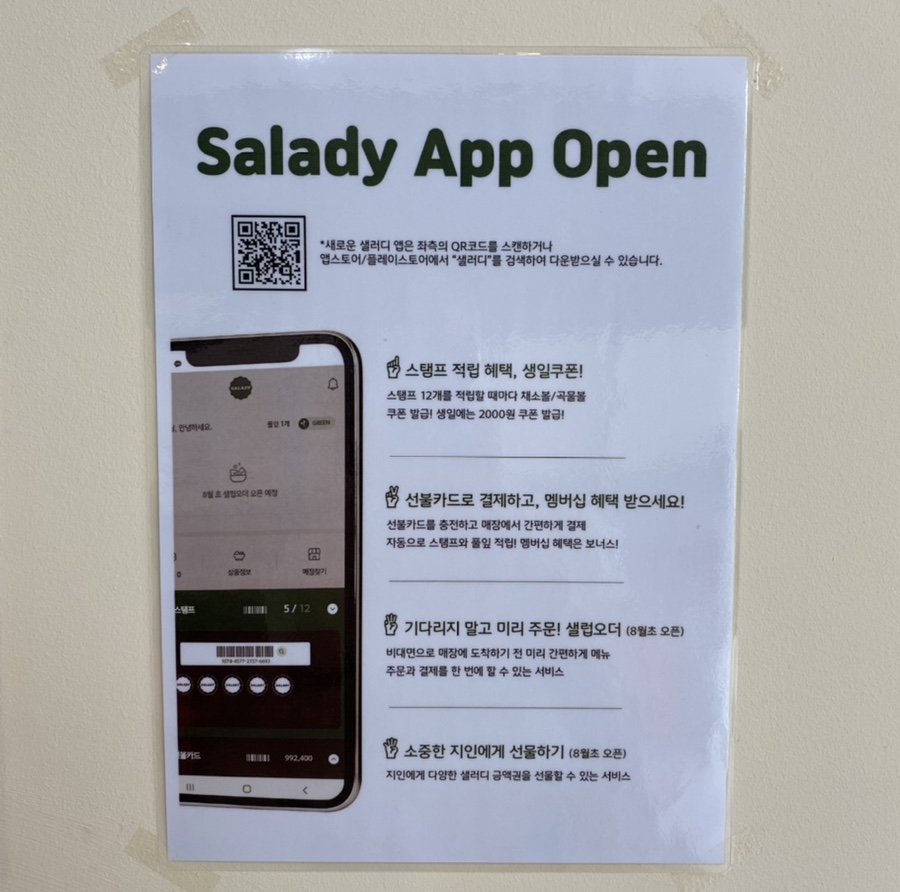 Salady App Open
*새로운 샐러디 앱은 좌측의 QR코드를 스캔하거나
앱스토어/플레이스토어에서 “샐러디”를 검색하여 다운받으실 수 있습니다.
스탬프 적립 혜택, 생일쿠폰!
스탬프 12개를 적립할 때마다 채소볼/곡물볼
쿠폰 발급! 생일에는 2000원 쿠폰 발급!
선불카드로 결제하고, 멤버십 혜택 받으세요!
선불카드를 충전하고 매장에서 간편하게 결제
자동으로 스탬프와 풀잎 적립! 멤버십 혜택은 보너스!
기다리지 말고 미리 주문! 샐럽오더 (8월초 오픈)
비대면으로 매장에 도착하기 전 미리 간편하게 메뉴
주문과 결제를 한 번에 할 수 있는 서비스
소중한 지인에게 선물하기 (8월초 오픈)
지인에게 다양한 샐러디 금액권을 선물할 수 있는 서비스
SALADY
안녕하세요.
풀잎 1개
GREEN
8월 초 샐럽오더 오픈 예정
상품정보
매장찾기
스탬프
5 / 12
불카드
992,400